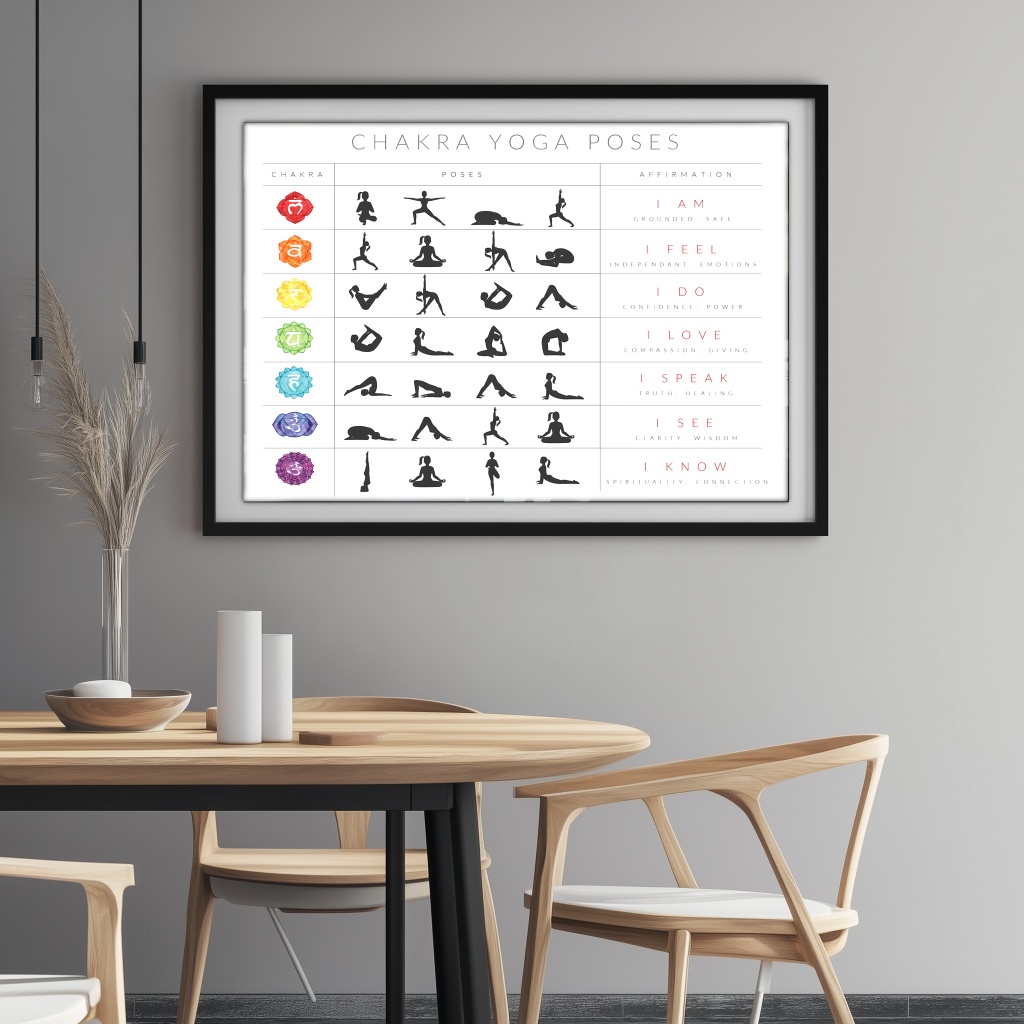 CHAKRA YOGA POSES
CHAKRA POSES AFFIRMATION
लं I AM
GROUNDED, SAFE
वं I FEEL
INDEPENDANT, EMOTIONS
रं I DO
CONFIDENCE, POWER
यं I LOVE
COMPASSION, GIVING
हं I SPEAK
TRUTH, HEALING
ॐ I SEE
CLARITY, WISDOM
ॐ I KNOW
SPIRITUALITY, CONNECTION